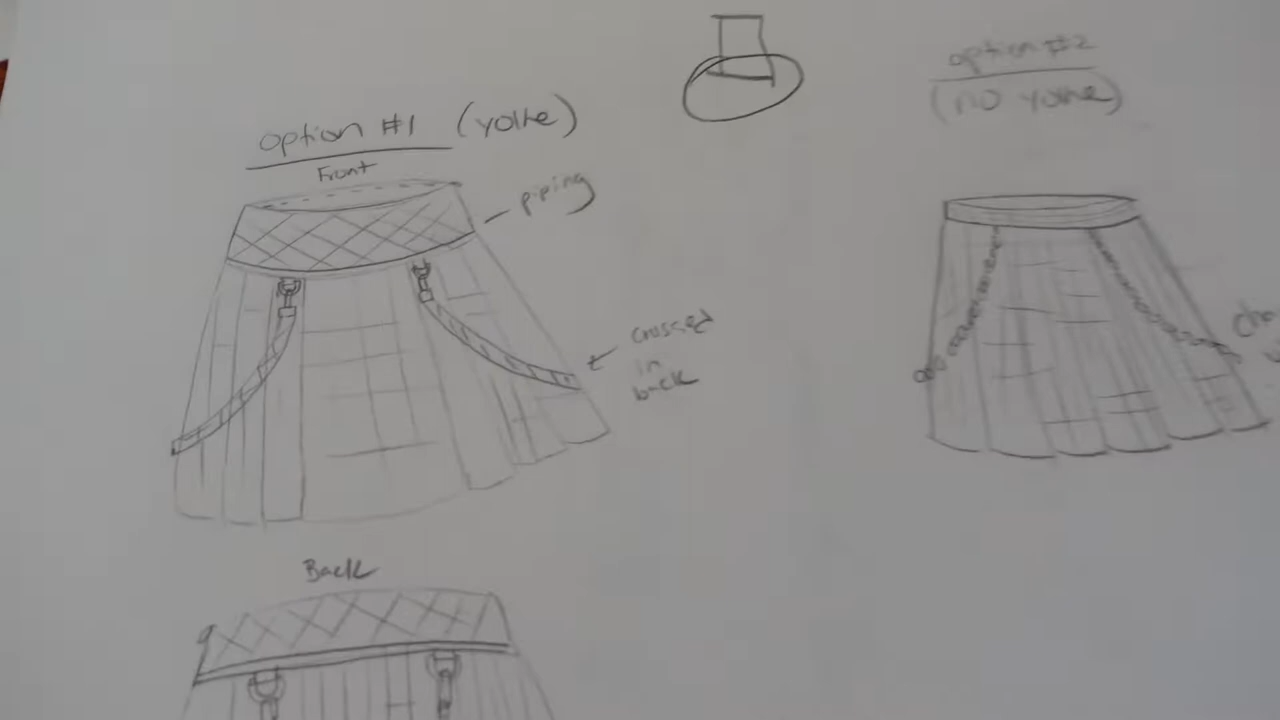 option #1 (yoke)
Front
piping
crossed
in
back
Back
option #2
(no yoke)